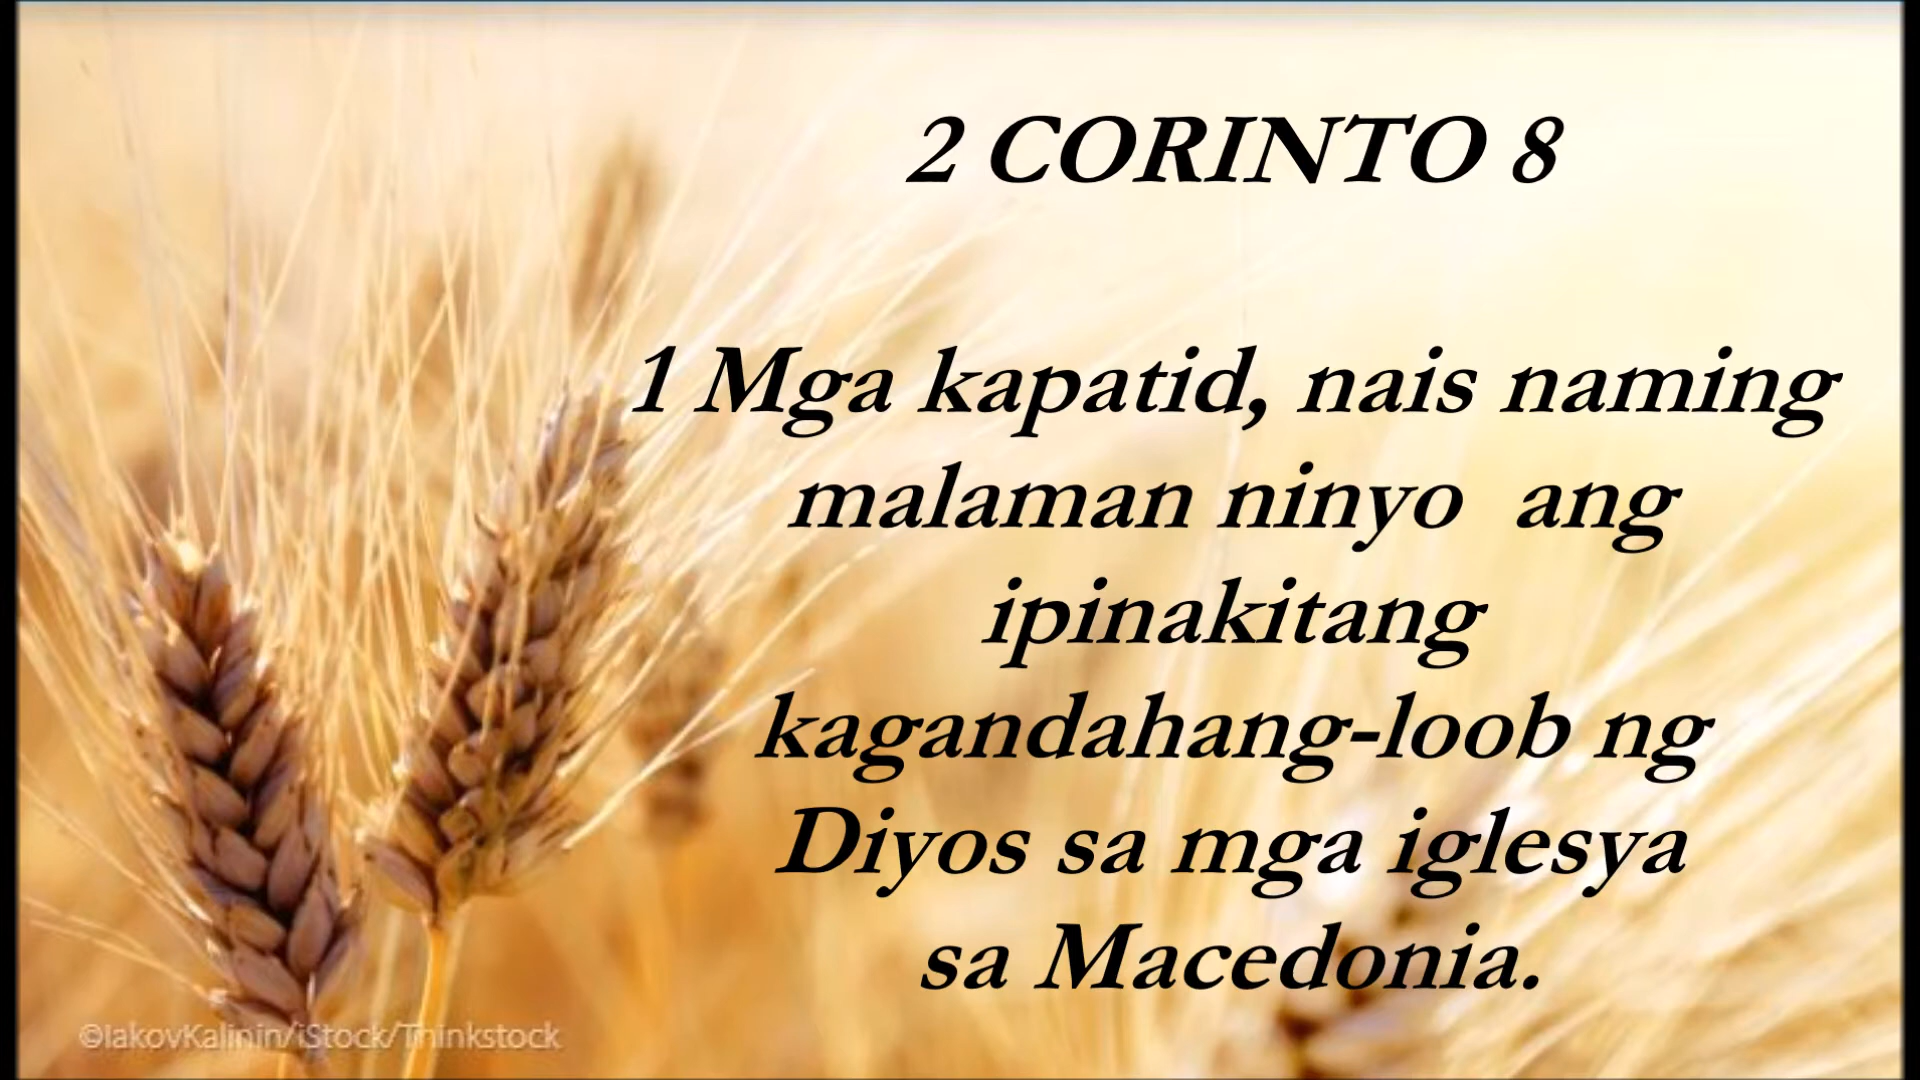 2 CORINTO 8
1 Mga kapatid, nais naming
malaman ninyo  ang
ipinakitang
kagandahang-loob ng
Diyos sa mga iglesya
sa Macedonia.
©IakovKalinin/iStock/Thinkstock